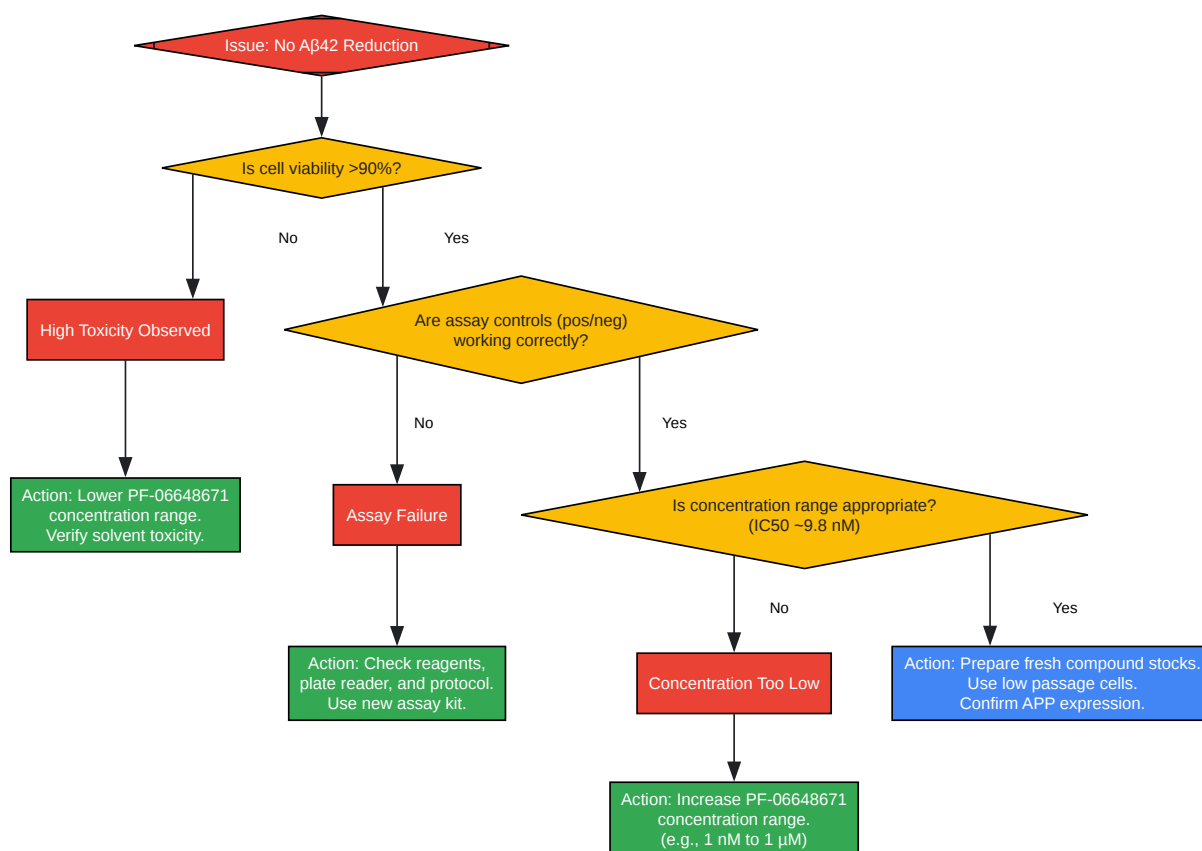 Issue: No Aβ42 Reduction
Is cell viability >90%?
No
Yes
High Toxicity Observed
Are assay controls (pos/neg)
working correctly?
No
Yes
Action: Lower PF-06648671
concentration range.
Verify solvent toxicity.
Assay Failure
Is concentration range appropriate?
(IC50 ~9.8 nM)
No
Yes
Action: Check reagents,
plate reader, and protocol.
Use new assay kit.
Concentration Too Low
Action: Prepare fresh compound stocks.
Use low passage cells.
Confirm APP expression.
Action: Increase PF-06648671
concentration range.
(e.g., 1 nM to 1 µM)